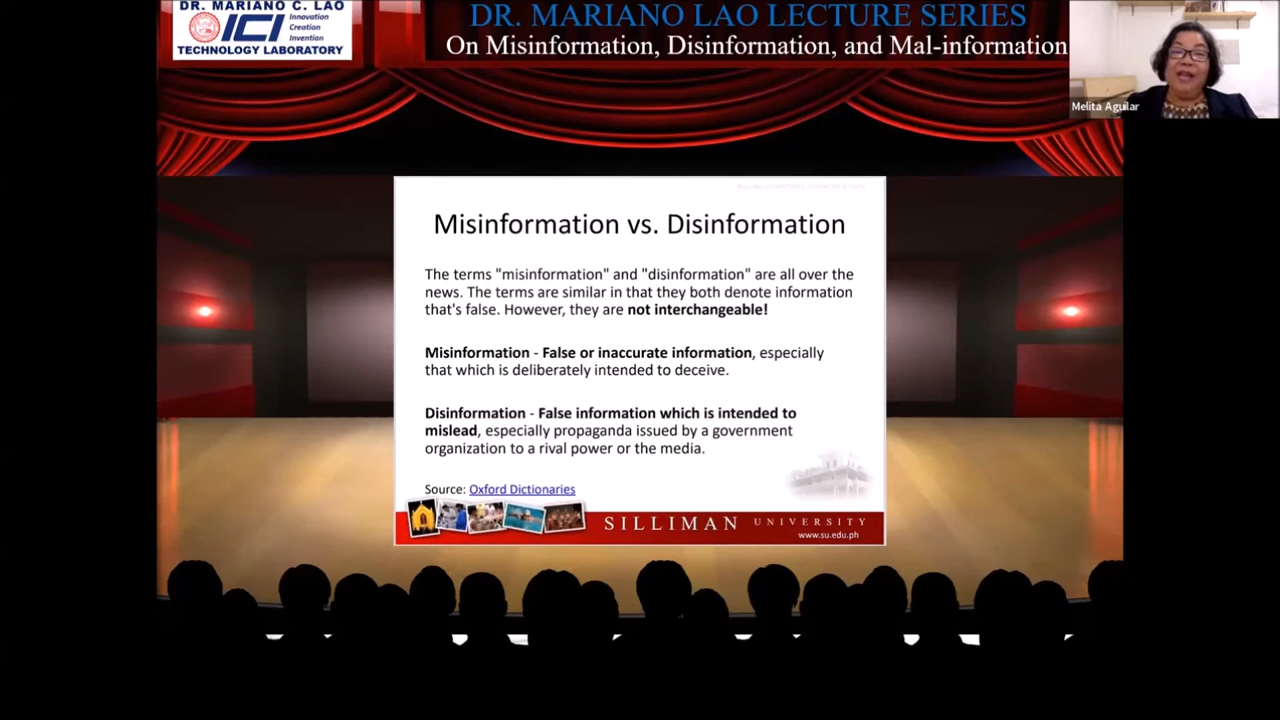 DR. MARIANO C. LAO
ICI
Innovation
Creation
Invention
TECHNOLOGY LABORATORY
DR. MARIANO LAO LECTURE SERIES
On Misinformation, Disinformation, and Mal-information
Melita Aguilar
BUILDING COMPETENCE, CHARACTER & FAITH
Misinformation vs. Disinformation
The terms "misinformation" and "disinformation" are all over the
news. The terms are similar in that they both denote information
that's false. However, they are not interchangeable!
Misinformation - False or inaccurate information, especially
that which is deliberately intended to deceive.
Disinformation - False information which is intended to
mislead, especially propaganda issued by a government
organization to a rival power or the media.
Source: Oxford Dictionaries
SILLIMAN UNIVERSITY
www.su.edu.ph